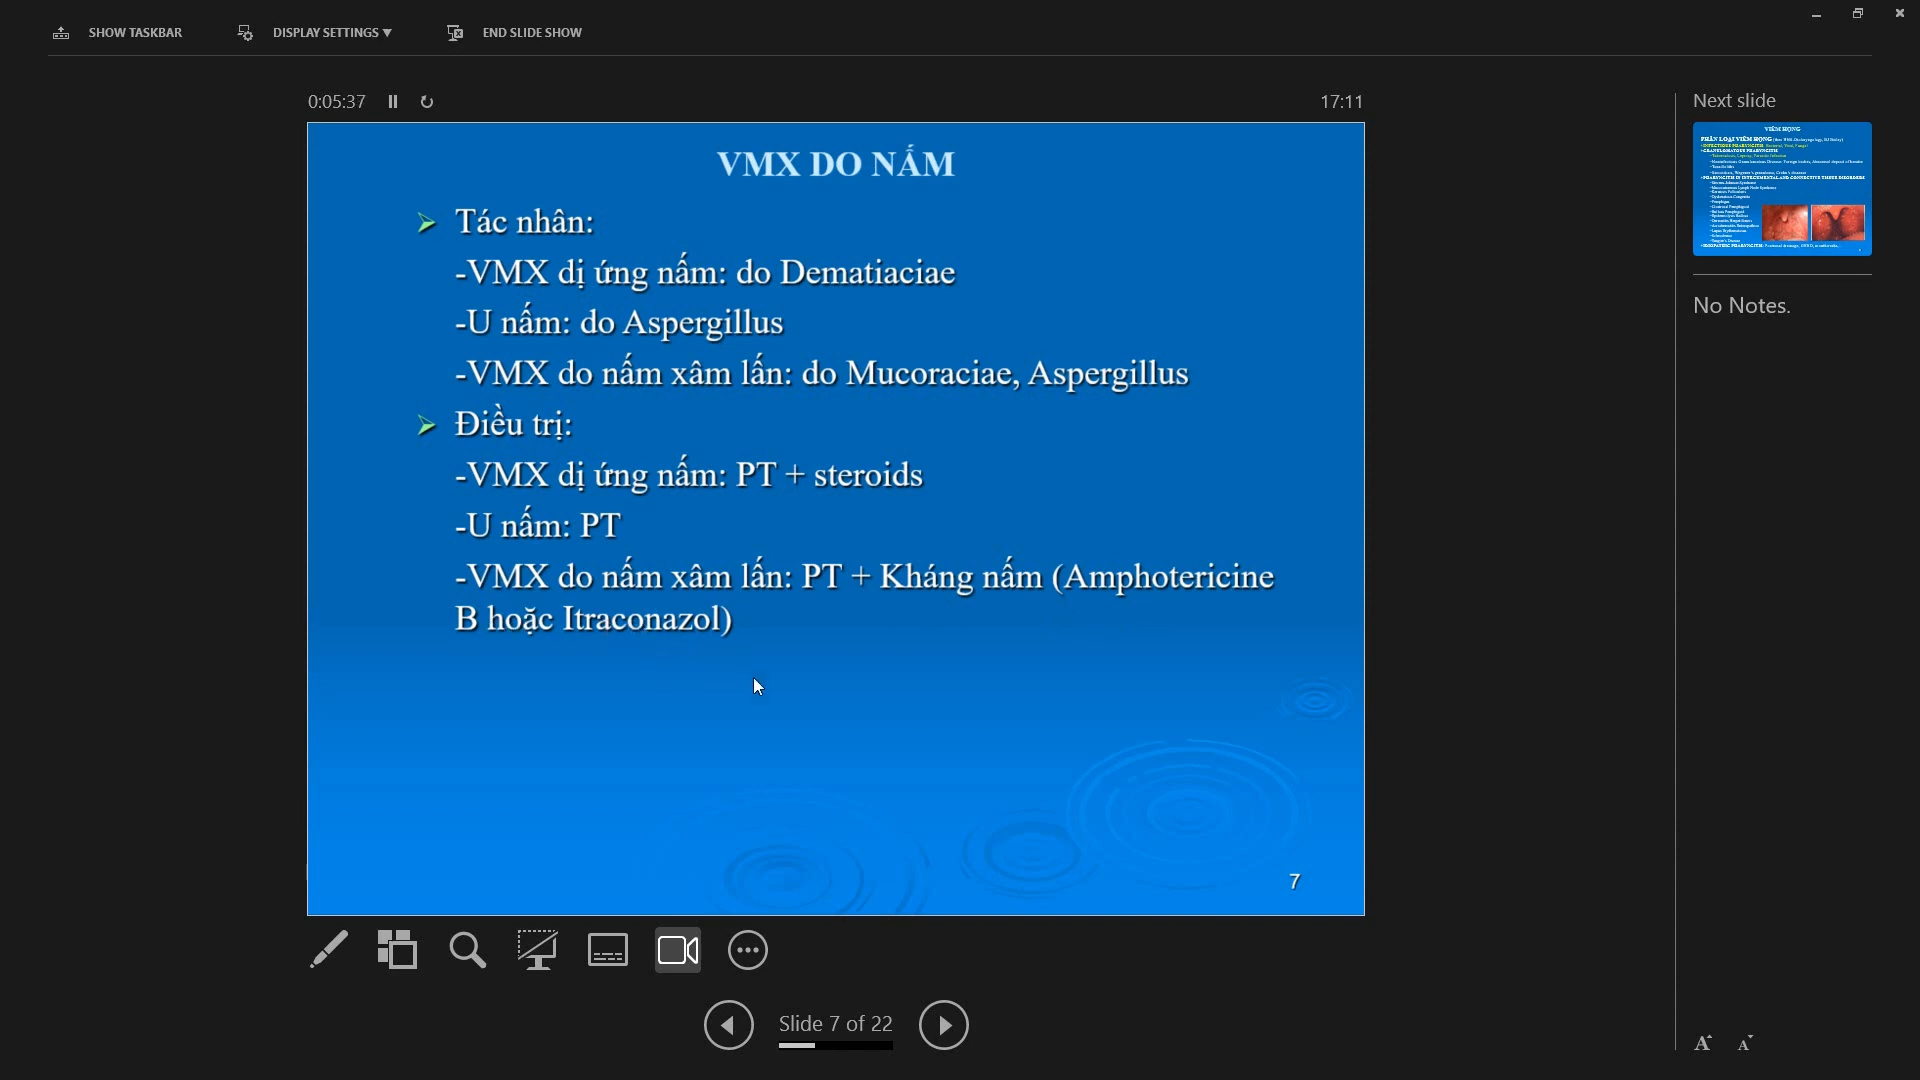 SHOW TASKBAR
DISPLAY SETTINGS ▼
END SLIDE SHOW
0:05:37
17:11
VMX DO NẤM
Tác nhân:
-VMX dị ứng nấm: do Dematiaciae
-U nấm: do Aspergillus
-VMX do nấm xâm lấn: do Mucoraciae, Aspergillus
Điều trị:
-VMX dị ứng nấm: PT + steroids
-U nấm: PT
-VMX do nấm xâm lấn: PT + Kháng nấm (Amphotericine
B hoặc Itraconazol)
7
Slide 7 of 22
Next slide
VIÊM HỌNG
No Notes.
A A